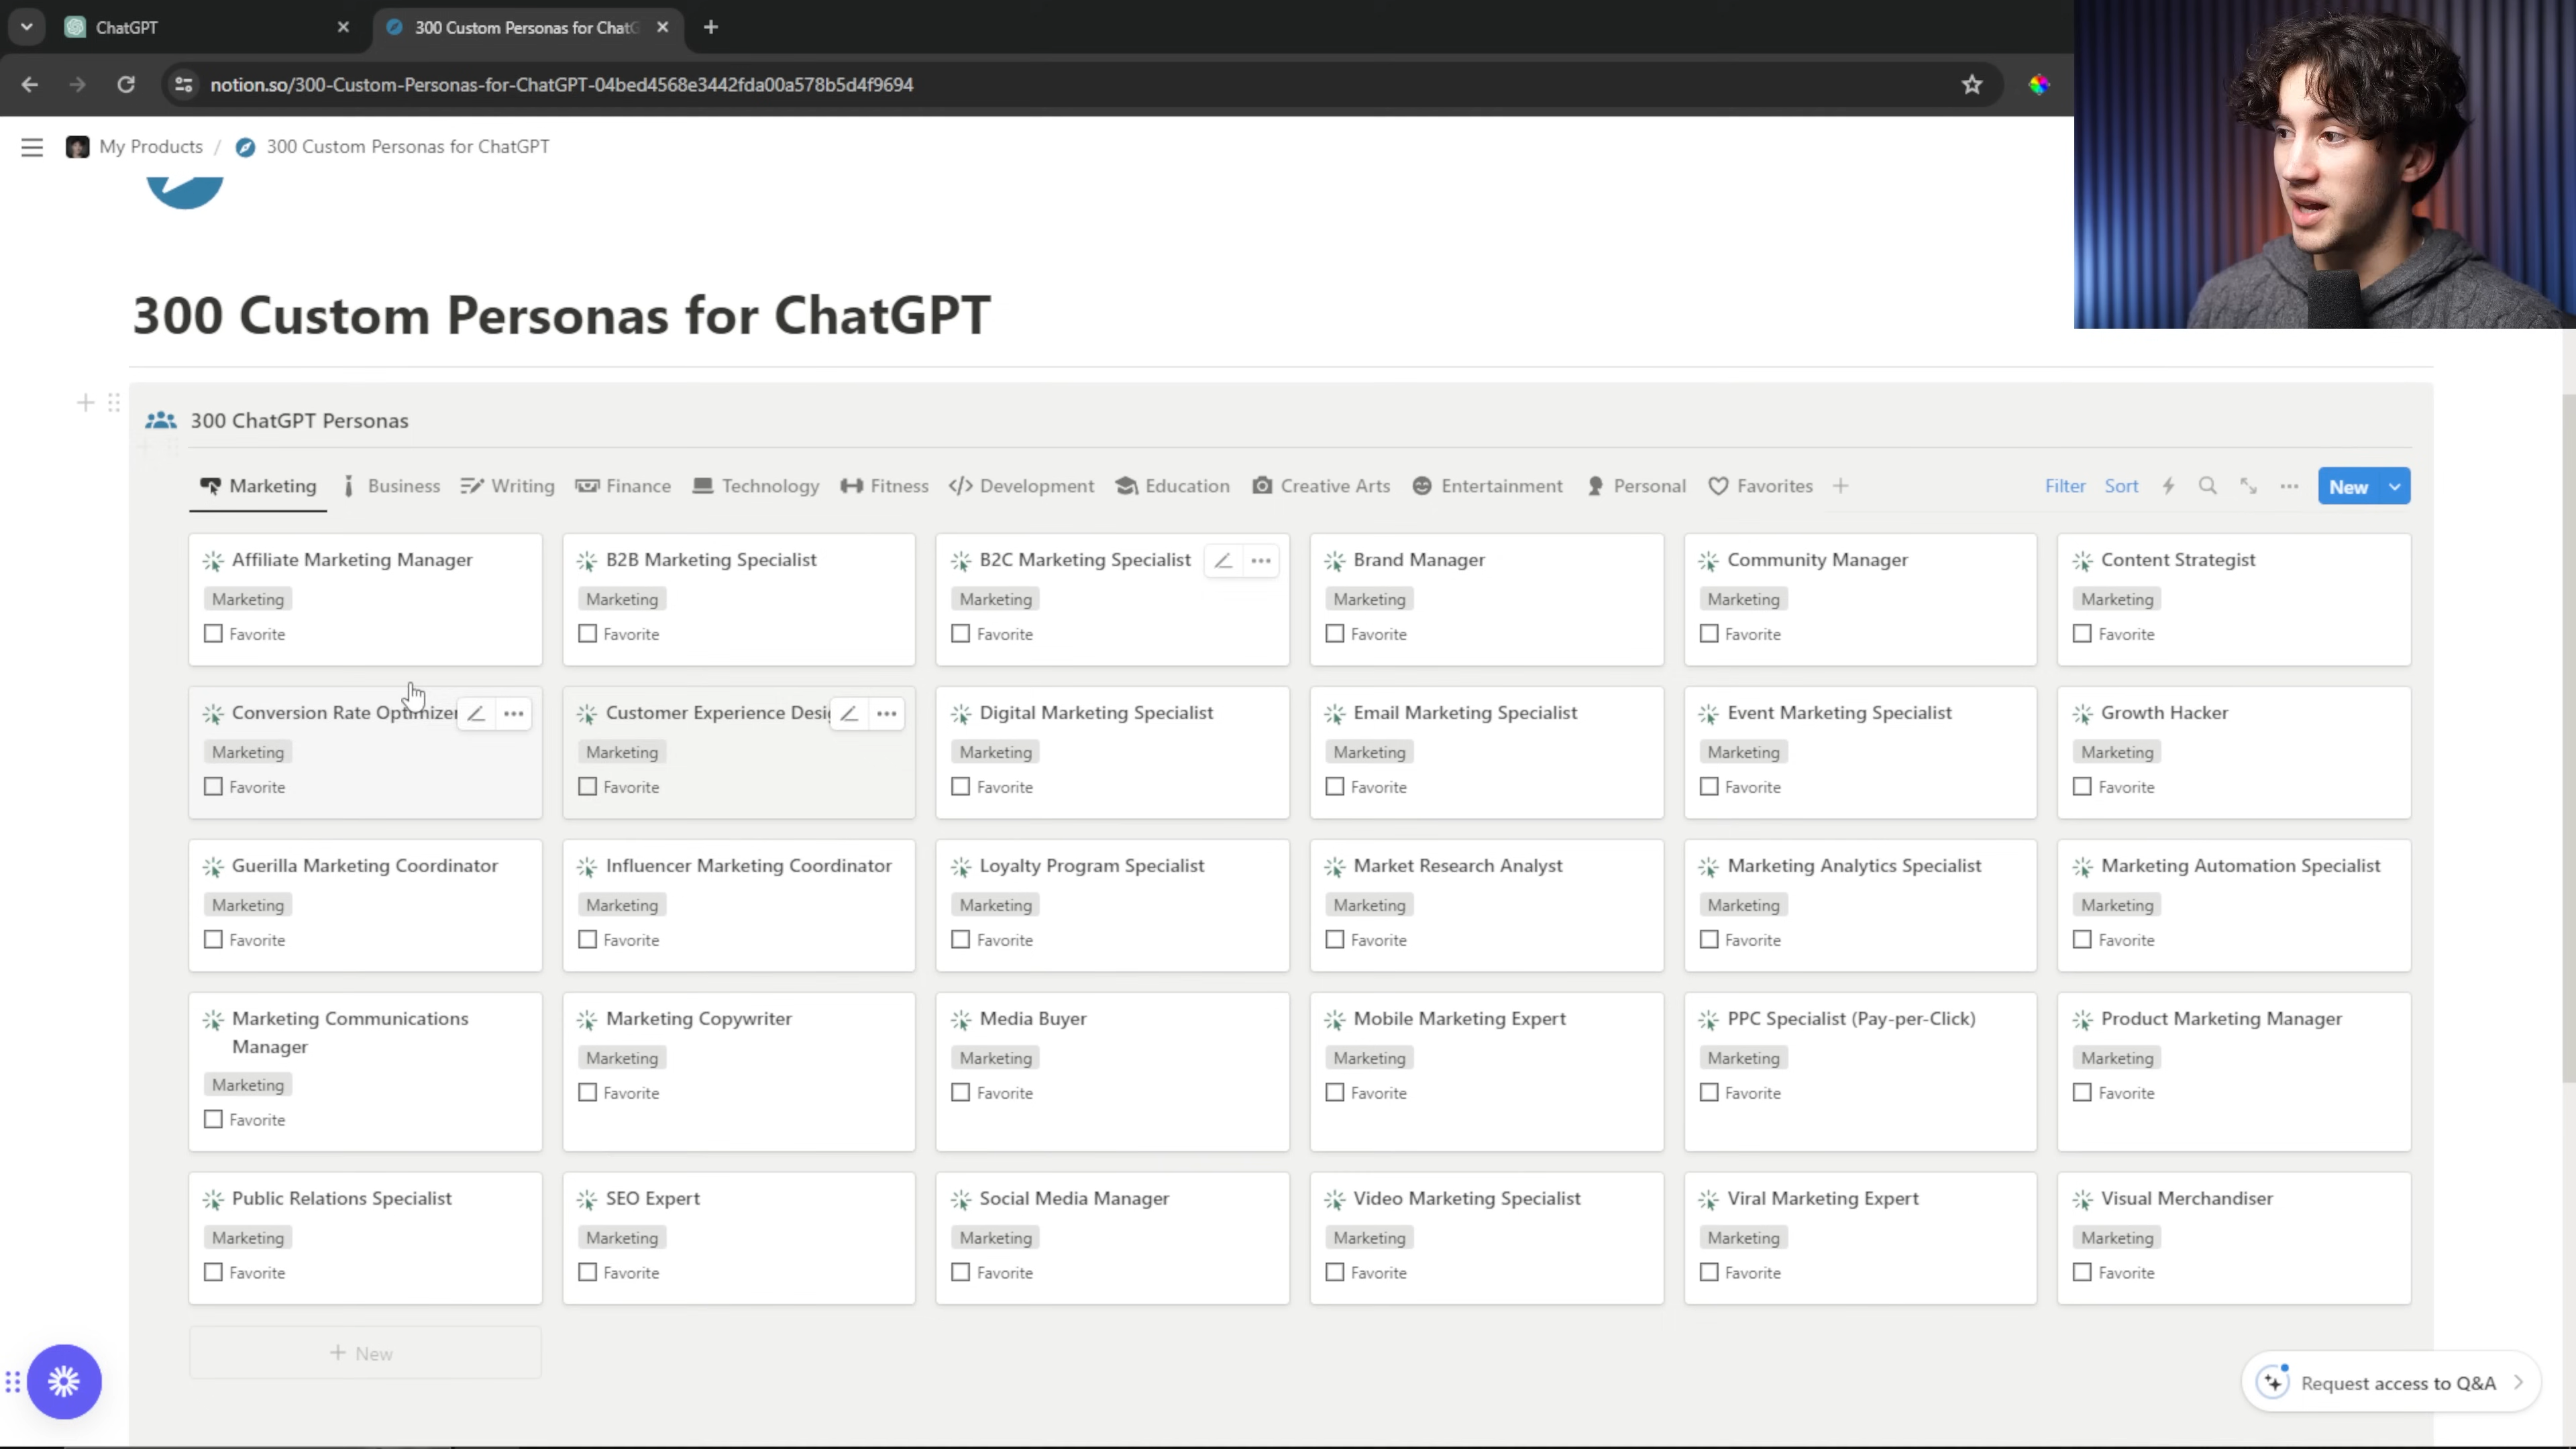 ChatGPT
300 Custom Personas for ChatG
notion.so/300-Custom-Personas-for-ChatGPT-04bed4568e3442fda00a578b5d4f9694
My Products / 300 Custom Personas for ChatGPT
300 Custom Personas for ChatGPT
300 ChatGPT Personas
Marketing Business Writing Finance Technology Fitness Development Education Creative Arts Entertainment Personal Favorites Filter Sort New
Affiliate Marketing Manager B2B Marketing Specialist B2C Marketing Specialist Brand Manager Community Manager Content Strategist
Marketing Marketing Marketing Marketing Marketing Marketing
Favorite Favorite Favorite Favorite Favorite Favorite
Conversion Rate Optimizer Customer Experience Desi Digital Marketing Specialist Email Marketing Specialist Event Marketing Specialist Growth Hacker
Marketing Marketing Marketing Marketing Marketing Marketing
Favorite Favorite Favorite Favorite Favorite Favorite
Guerilla Marketing Coordinator Influencer Marketing Coordinator Loyalty Program Specialist Market Research Analyst Marketing Analytics Specialist Marketing Automation Specialist
Marketing Marketing Marketing Marketing Marketing Marketing
Favorite Favorite Favorite Favorite Favorite Favorite
Marketing Communications Marketing Copywriter Media Buyer Mobile Marketing Expert PPC Specialist (Pay-per-Click) Product Marketing Manager
Manager
Marketing Marketing Marketing Marketing Marketing Marketing
Favorite Favorite Favorite Favorite Favorite Favorite
Public Relations Specialist SEO Expert Social Media Manager Video Marketing Specialist Viral Marketing Expert Visual Merchandiser
Marketing Marketing Marketing Marketing Marketing Marketing
Favorite Favorite Favorite Favorite Favorite Favorite
+ New
Request access to Q&A